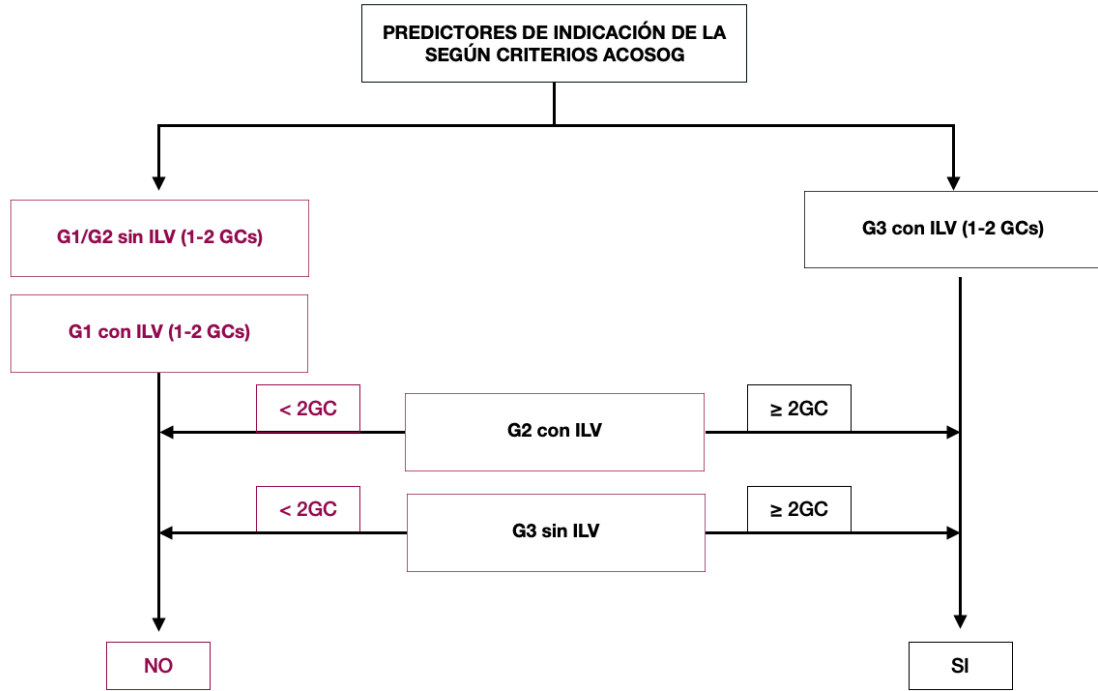 PREDICTORES DE INDICACIÓN DE LA
SEGÚN CRITERIOS ACOSOG
G1/G2 sin ILV (1-2 GCs)
G3 con ILV (1-2 GCs)
G1 con ILV (1-2 GCs)
< 2GC
G2 con ILV
≥ 2GC
< 2GC
G3 sin ILV
≥ 2GC
NO
SI